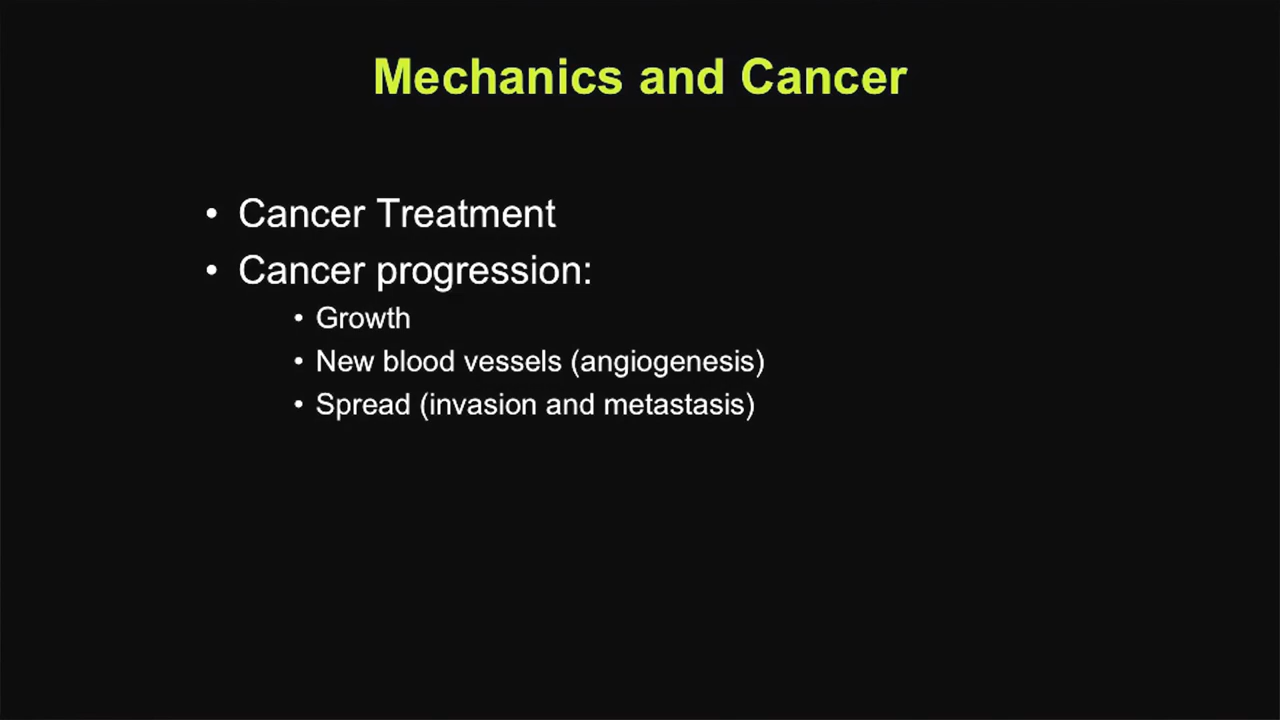 Mechanics and Cancer
• Cancer Treatment
• Cancer progression:
• Growth
• New blood vessels (angiogenesis)
• Spread (invasion and metastasis)